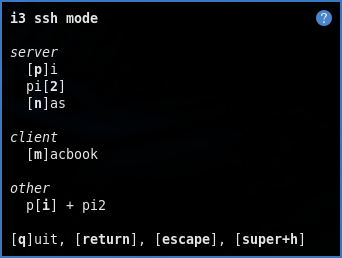 i3 ssh mode
?
server
[p]i
pi[2]
[n]as
client
[m]acbook
other
p[i] + pi2
[q]uit, [return], [escape], [super+h]